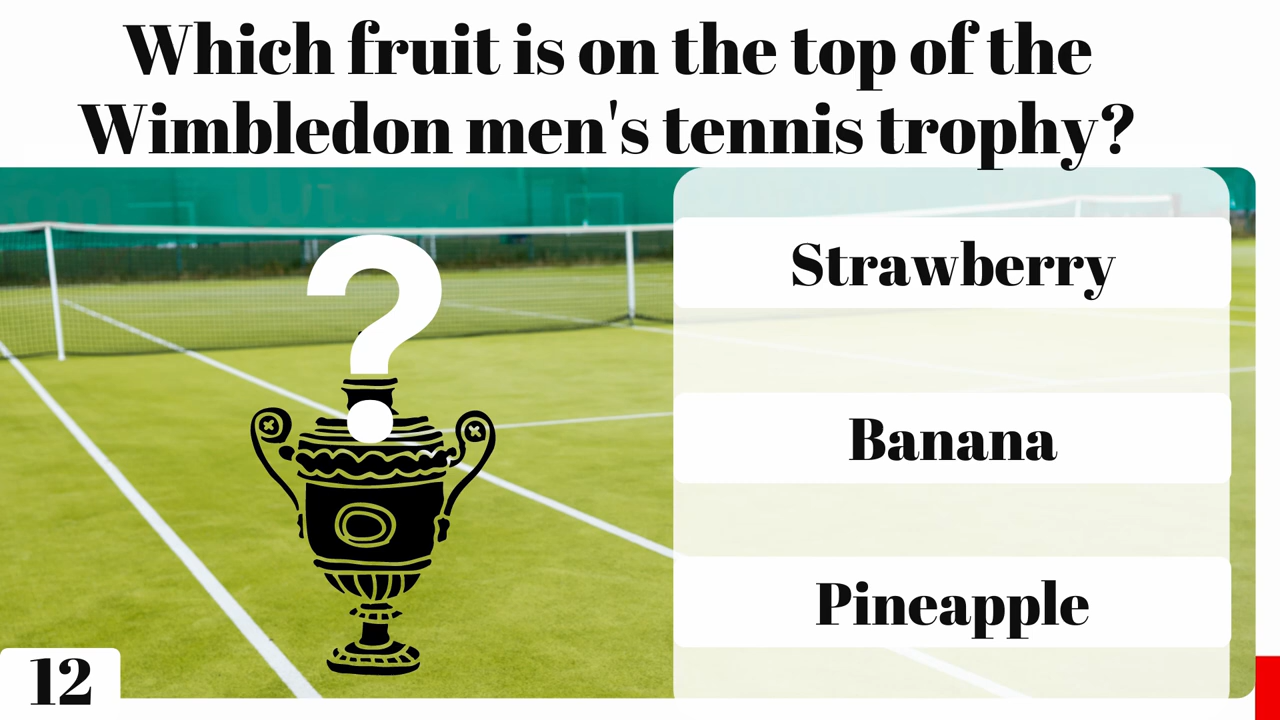 Which fruit is on the top of the
Wimbledon men's tennis trophy?
?
Strawberry
Banana
Pineapple
12